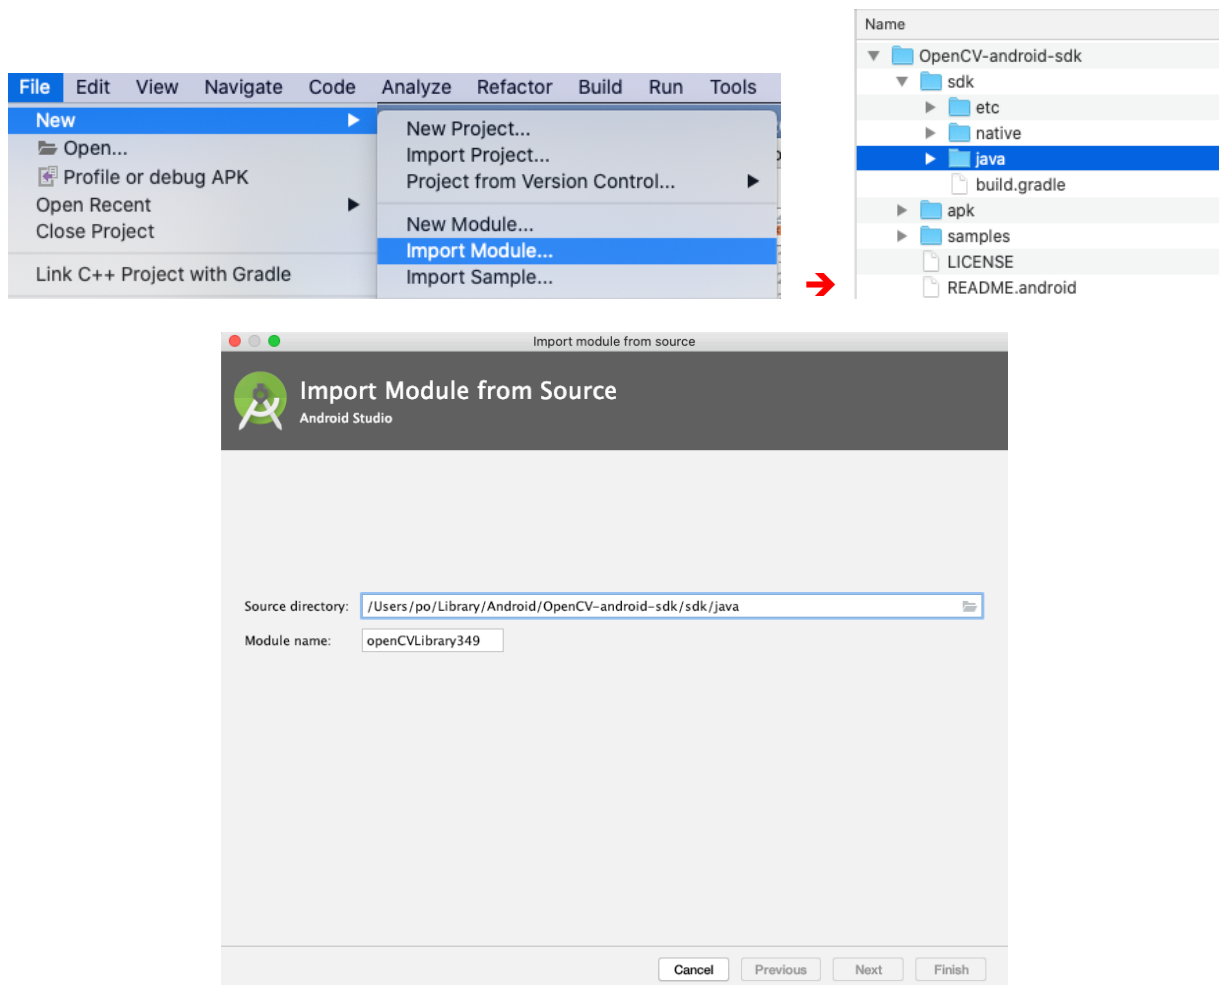 File Edit View Navigate Code Analyze Refactor Build Run Tools
New
Open...
Profile or debug APK
Open Recent
Close Project
Link C++ Project with Gradle
New Project...
Import Project...
Project from Version Control...
New Module...
Import Module...
Import Sample...
Name
OpenCV-android-sdk
sdk
etc
native
java
build.gradle
apk
samples
LICENSE
README.android
Import module from source
Import Module from Source
Android Studio
Source directory: /Users/po/Library/Android/OpenCV-android-sdk/sdk/java
Module name: openCVLibrary349
Cancel Previous Next Finish